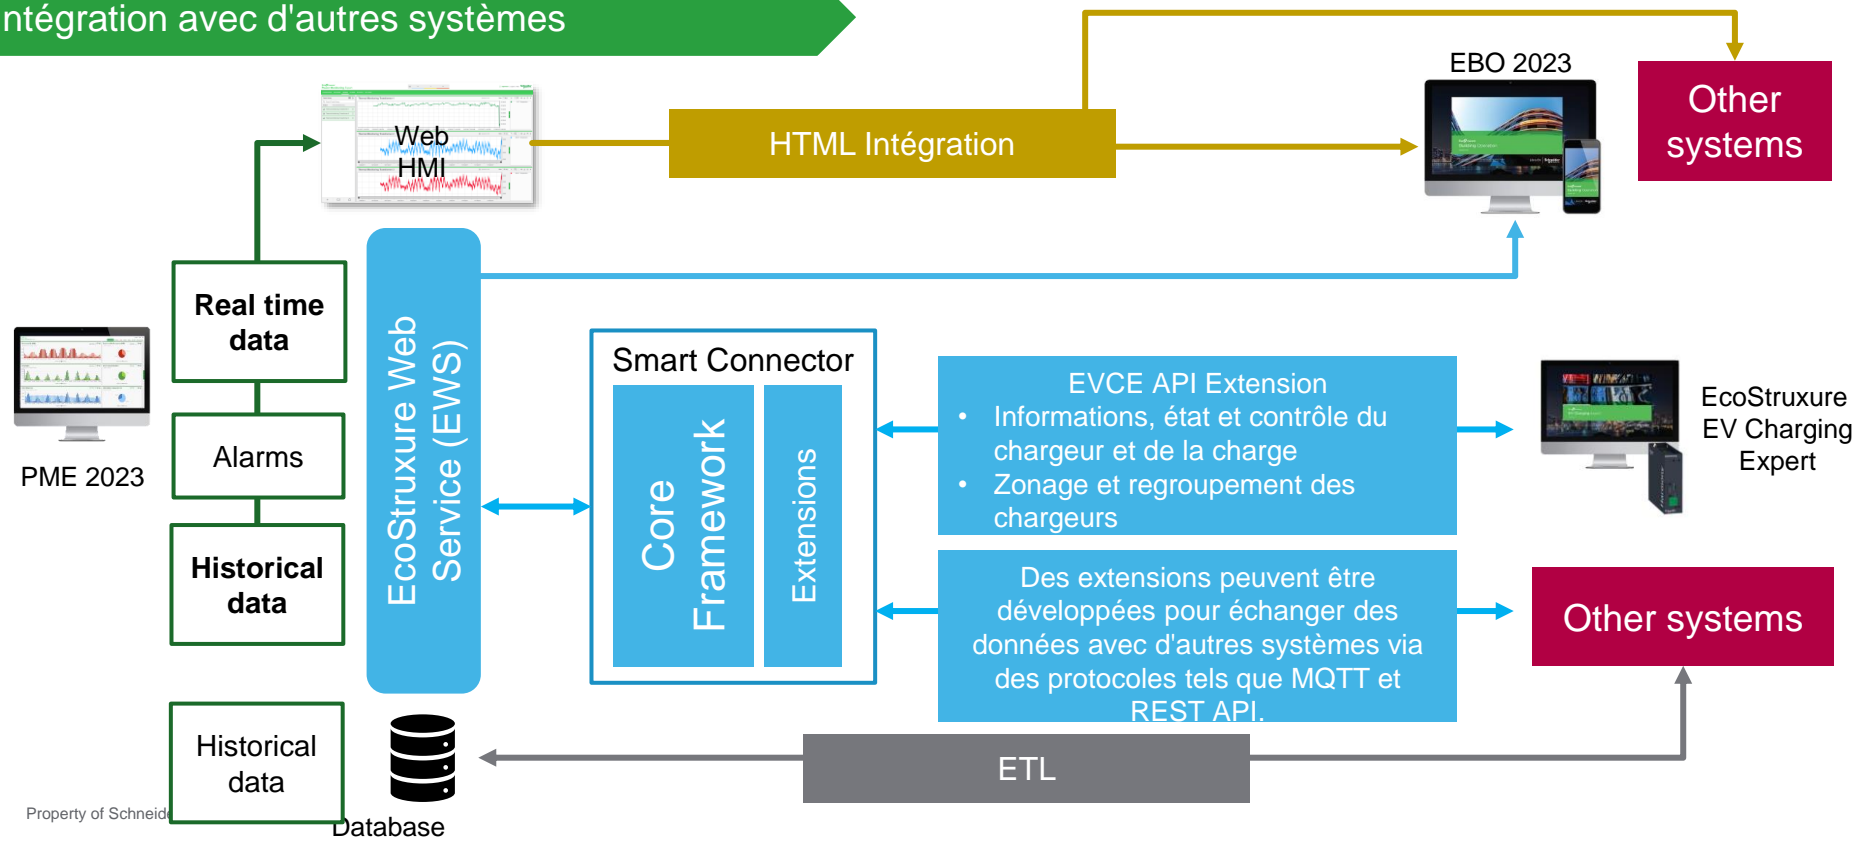 ntégration avec d'autres systèmes
EBO 2023
Other
systems
Web
HMI
HTML Intégration
Real time
data
Alarms
Historical
data
PME 2023
EcoStruxure Web
Service (EWS)
Smart Connector
Core
Framework
Extensions
EVCE API Extension
• Informations, état et contrôle du
chargeur et de la charge
• Zonage et regroupement des
chargeurs
EcoStruxure
EV Charging
Expert
Des extensions peuvent être
développées pour échanger des
données avec d'autres systèmes via
des protocoles tels que MQTT et
REST API.
Other systems
Historical
data
ETL
Property of Schneide
Database